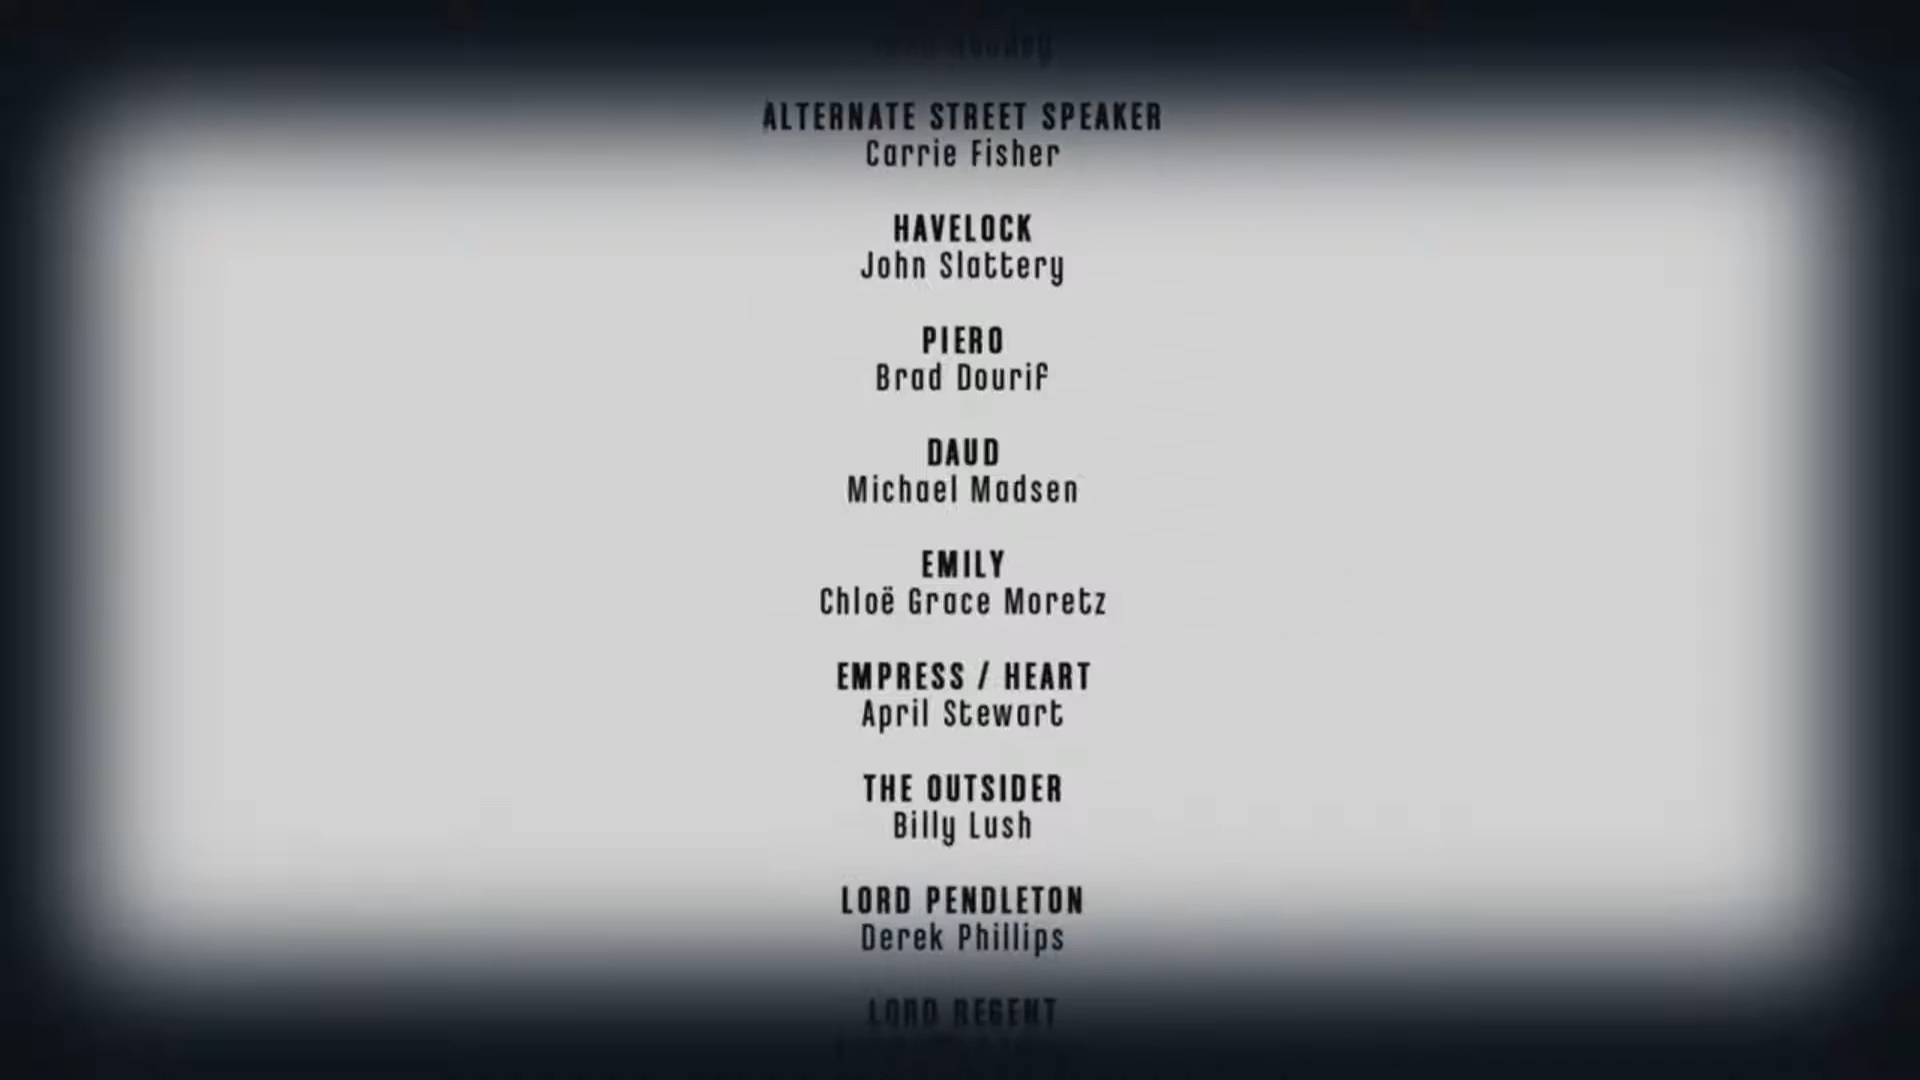 ALTERNATE STREET SPEAKER
Carrie Fisher
HAVELOCK
John Slattery
PIERO
Brad Dourif
DAUD
Michael Madsen
EMILY
Chloë Grace Moretz
EMPRESS / HEART
April Stewart
THE OUTSIDER
Billy Lush
LORD PENDLETON
Derek Phillips
LORD REGENT